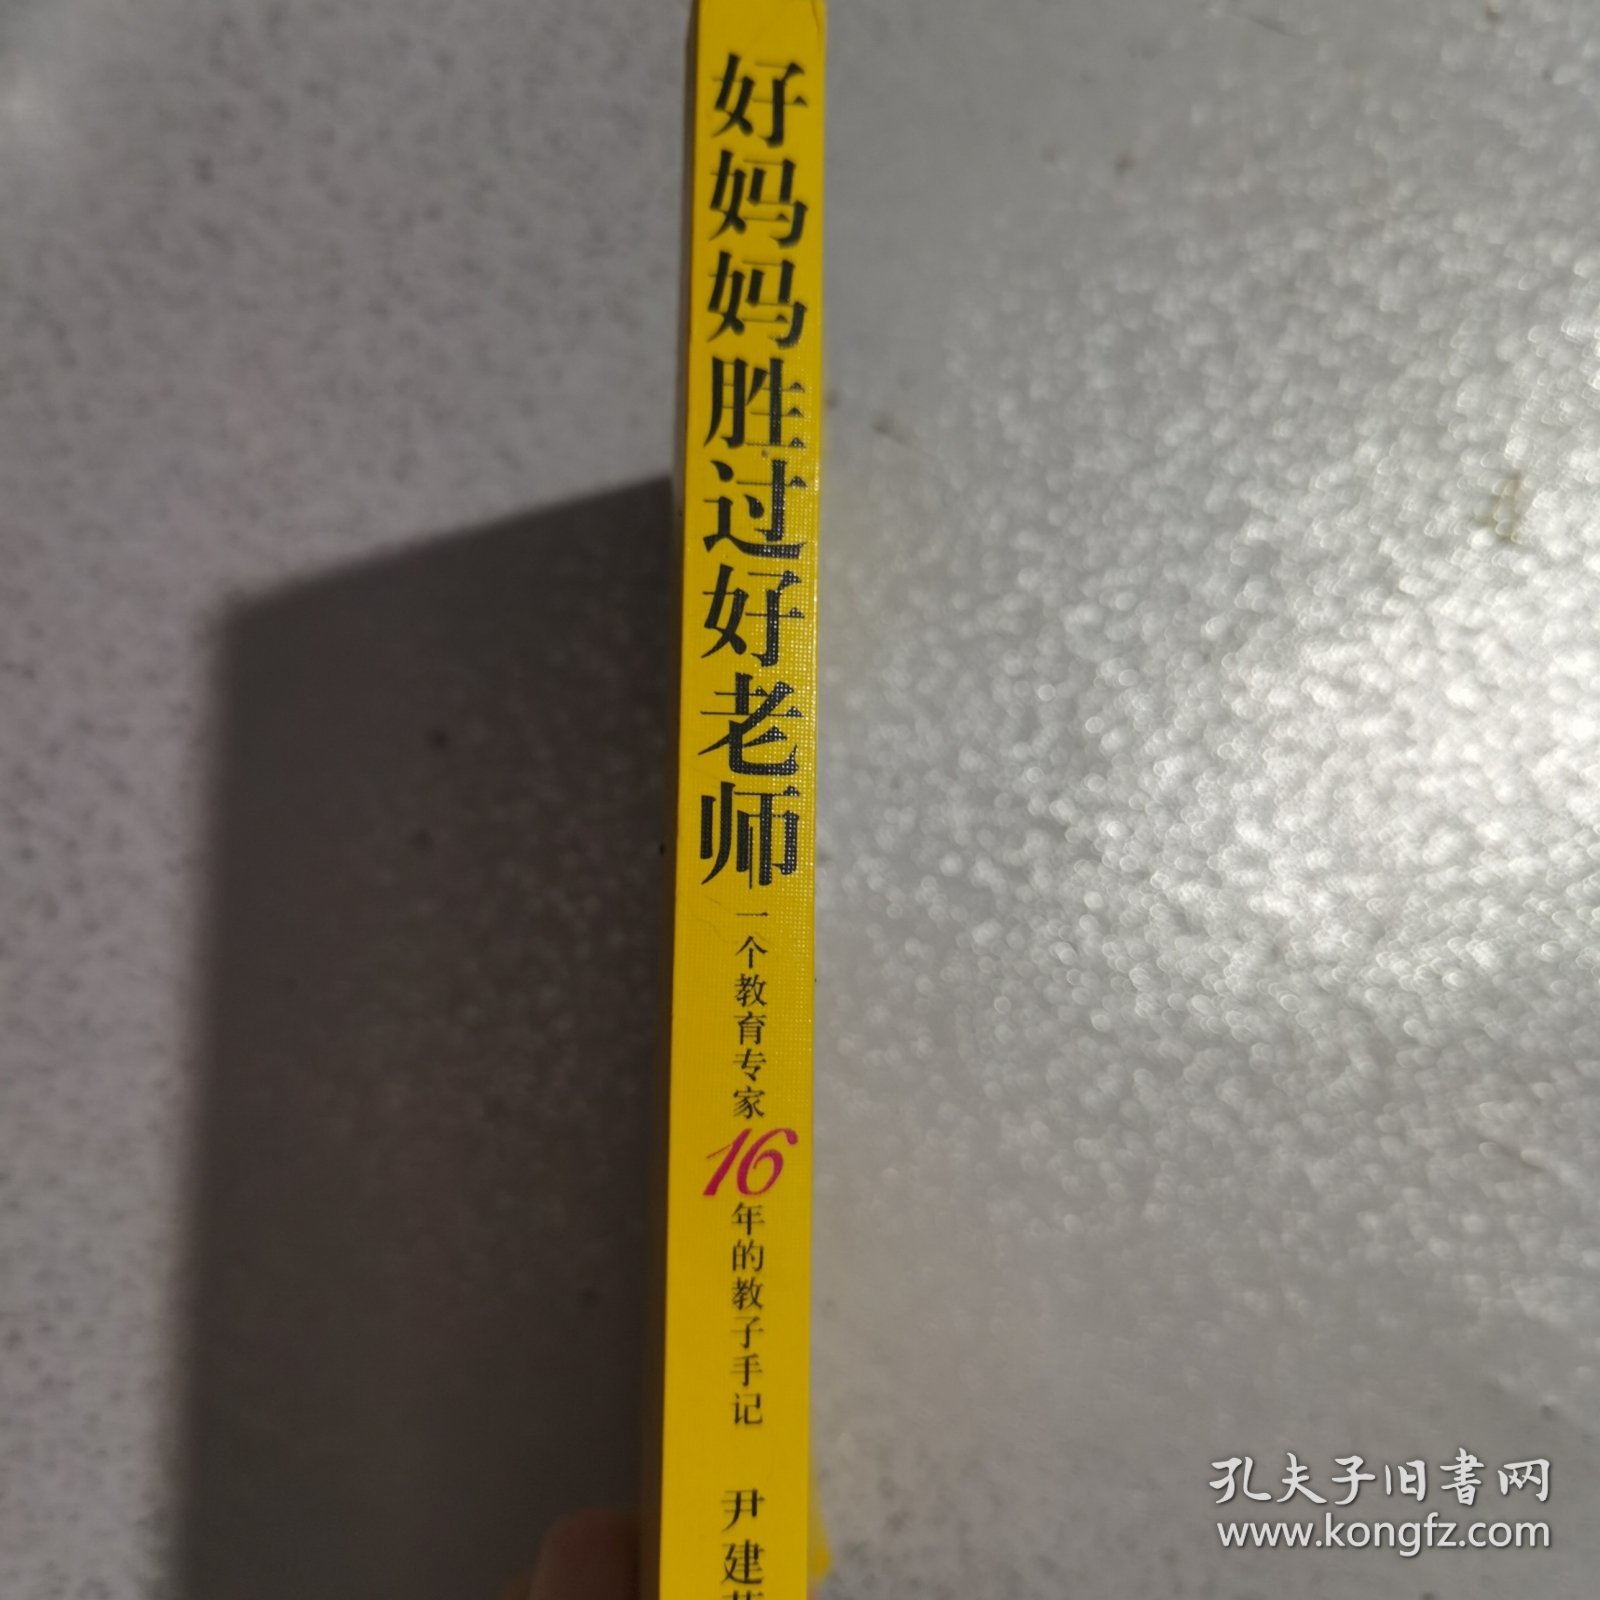 好妈妈胜过好老师
一个教育专家16年的教子手记
尹建
孔夫子旧书网
www.kongfz.com